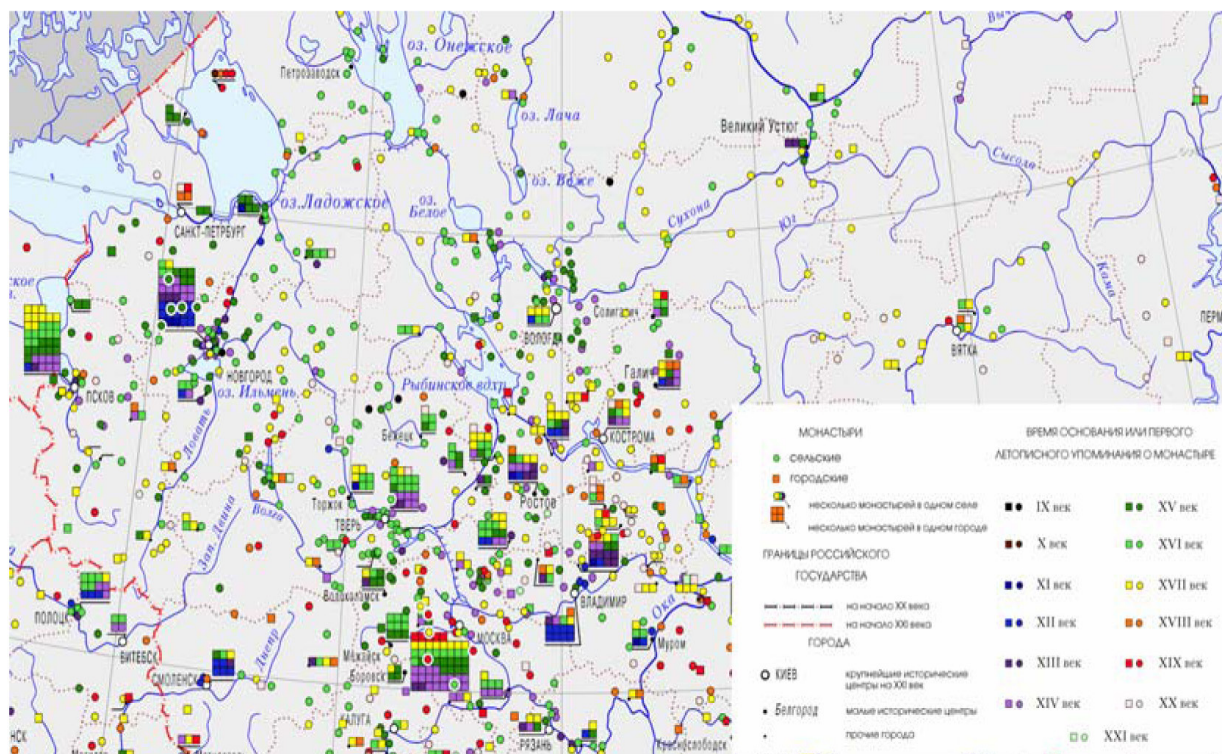 оз. Онежское
Выч
Петрозаводск
оз. Лача
Великий Устюг
Сысола
оз. Воже
оз. Ладожское
оз. Белое
Сухона
Юг
САНКТ-ПЕТЕРБУРГ
Кама
ское
Солигалич
ПЕРМ
ВОЛОГДА
ВЯТКА
НОВГОРОД
Галич
ПСКОВ
оз. Ильмень
Рыбинское вдхр.
Ловать
Бежецк
КОСТРОМА
Торжок
Ростов
Волга
ТВЕРЬ
Зап. Двина
Волоколамск
ВЛАДИМИР
Ока
ПОЛОЦК
МОСКВА
Муром
ВИТЕБСК
Днепр
Можайск
СМОЛЕНСК
Боровск
КАЛУГА
РЯЗАНЬ
Краснослободск
НСК
МОНАСТЫРИ
сельские
городские
несколько монастырей в одном селе
несколько монастырей в одном городе
ГРАНИЦЫ РОССИЙСКОГО
ГОСУДАРСТВА
на начало XX века
на начало XXI века
ГОРОДА
КИЕВ крупнейшие исторические
центры на XXI век
Белгород малые исторические центры
прочие города
ВРЕМЯ ОСНОВАНИЯ ИЛИ ПЕРВОГО
ЛЕТОПИСНОГО УПОМИНАНИЯ О МОНАСТЫРЕ
IX век
XV век
X век
XVI век
XI век
XVII век
XII век
XVIII век
XIII век
XIX век
XIV век
XX век
XXI век